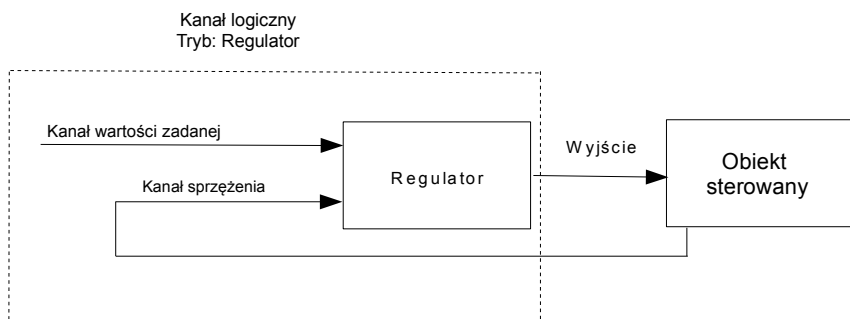 Kanał logiczny
Tryb: Regulator
Kanał wartości zadanej
Kanał sprzężenia
Regulator
Wyjście
Obiekt
sterowany